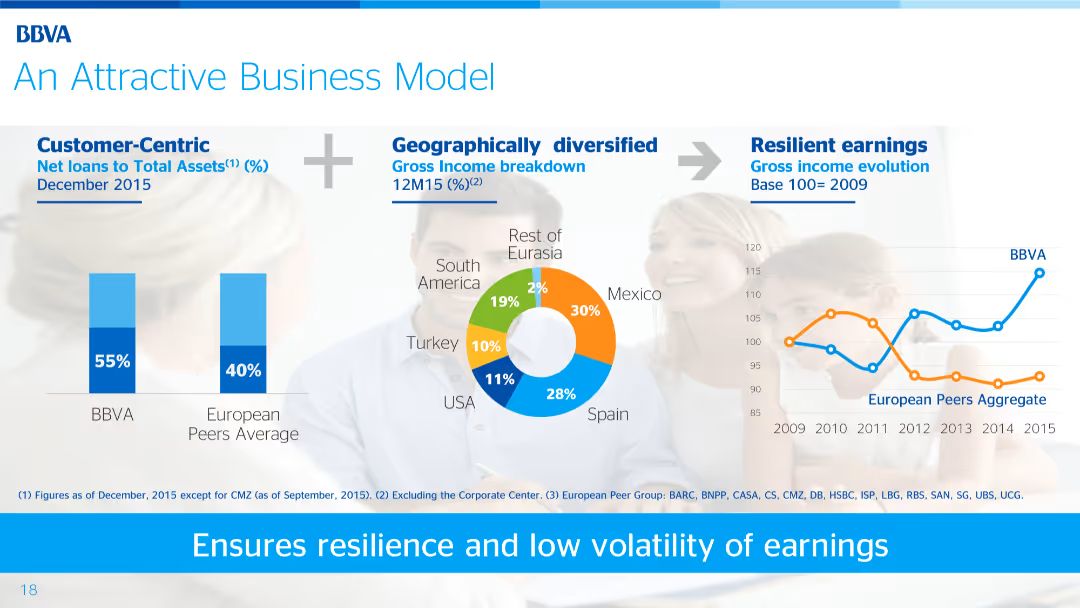 BBVA
An Attractive Business Model
Customer-Centric
Net loans to Total Assets(1) (%)
December 2015
Geographically diversified
Gross Income breakdown
12M15 (%)(2)
Resilient earnings
Gross income evolution
Base 100= 2009
55%
BBVA
40%
European
Peers Average
Rest of
Eurasia
2%
South
America
19%
Mexico
30%
Turkey
10%
USA
11%
28%
Spain
120
115
110
105
100
95
90
85
BBVA
European Peers Aggregate
2009 2010 2011 2012 2013 2014 2015
(1) Figures as of December, 2015 except for CMZ (as of September, 2015). (2) Excluding the Corporate Center. (3) European Peer Group: BARC, BNPP, CASA, CS, CMZ, DB, HSBC, ISP, LBG, RBS, SAN, SG, UBS, UCG.
Ensures resilience and low volatility of earnings
18